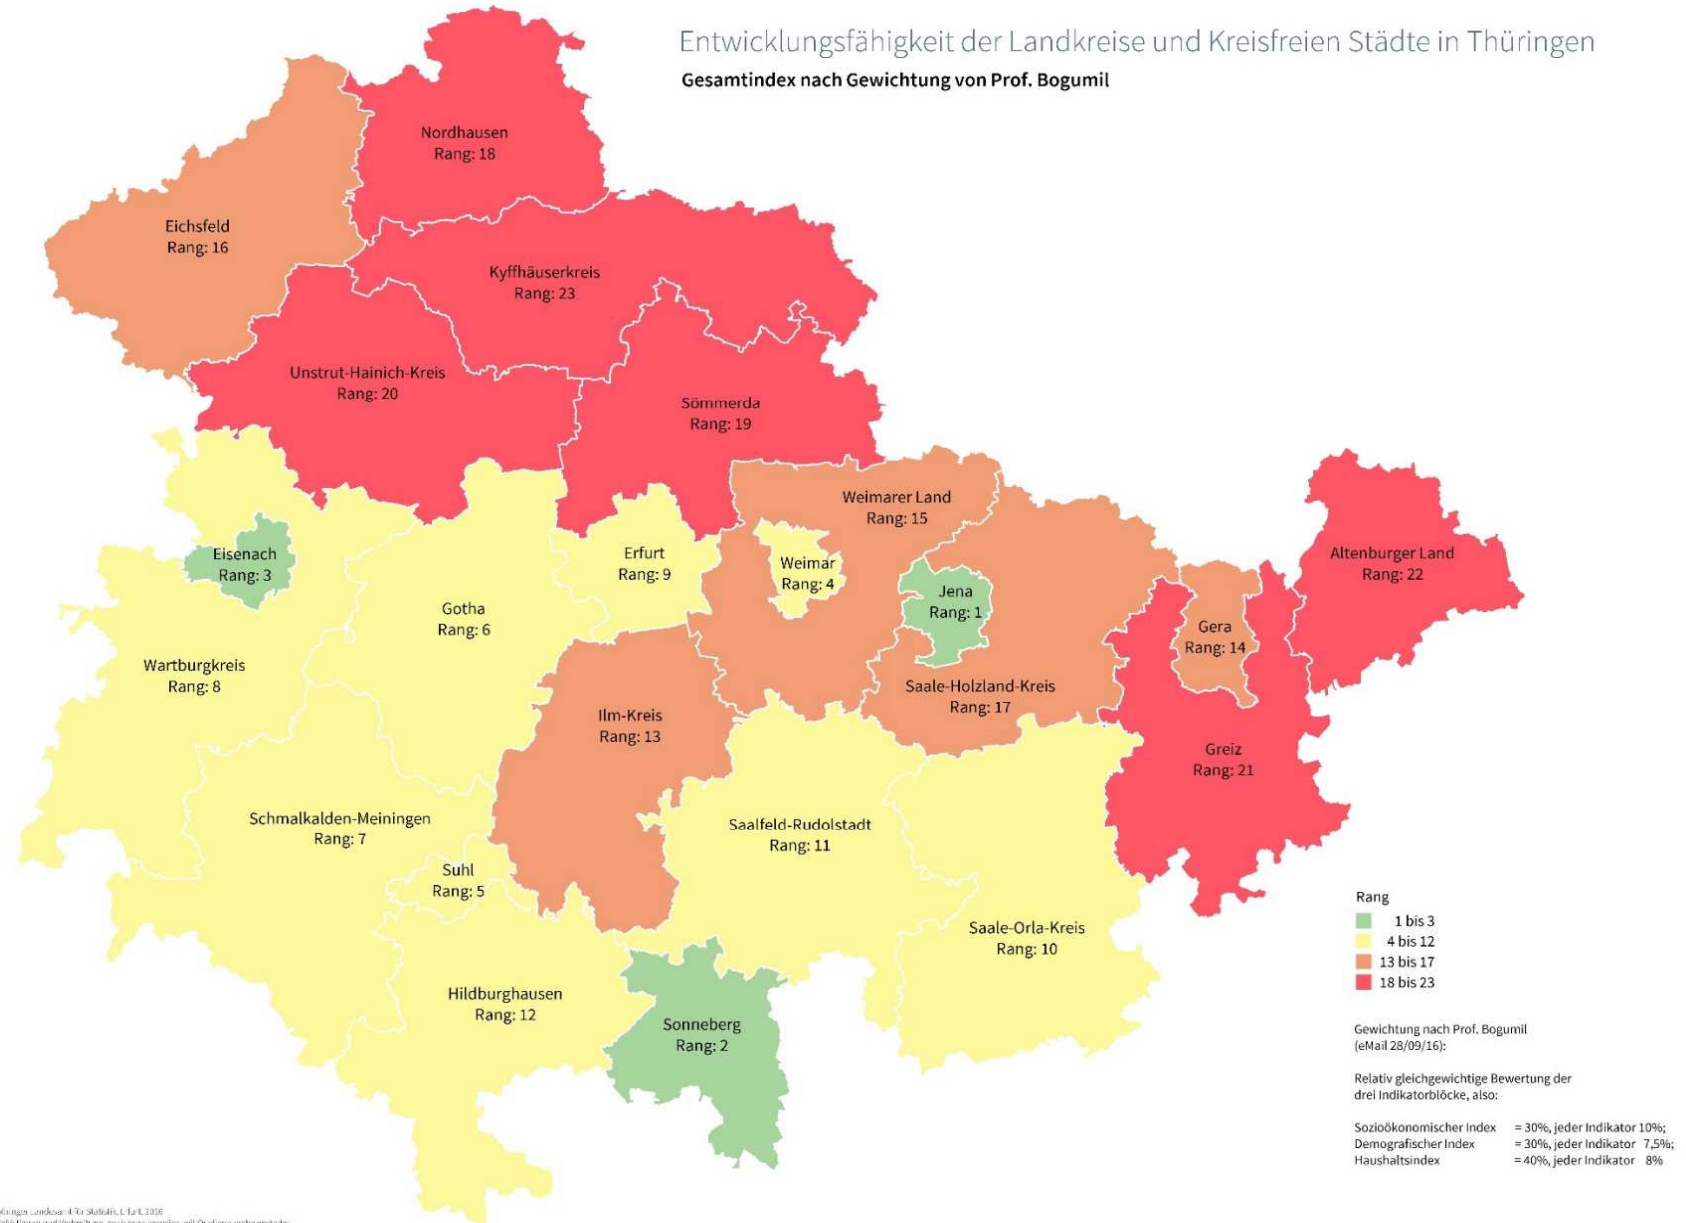 Entwicklungsfähigkeit der Landkreise und Kreisfreien Städte in Thüringen
Gesamtindex nach Gewichtung von Prof. Bogumil
Nordhausen
Rang: 18
Eichsfeld
Rang: 16
Kyffhäuserkreis
Rang: 23
Unstrut-Hainich-Kreis
Rang: 20
Sömmerda
Rang: 19
Weimarer Land
Rang: 15
Eisenach
Rang: 3
Erfurt
Rang: 9
Weimar
Rang: 4
Altenburger Land
Rang: 22
Jena
Rang: 1
Gotha
Rang: 6
Gera
Rang: 14
Wartburgkreis
Rang: 8
Saale-Holzland-Kreis
Rang: 17
Ilm-Kreis
Rang: 13
Greiz
Rang: 21
Schmalkalden-Meiningen
Rang: 7
Saalfeld-Rudolstadt
Rang: 11
Suhl
Rang: 5
Saale-Orla-Kreis
Rang: 10
Hildburghausen
Rang: 12
Sonneberg
Rang: 2
Rang
1 bis 3
4 bis 12
13 bis 17
18 bis 23
Gewichtung nach Prof. Bogumil
(eMail 28/09/16):
Relativ gleichgewichtige Bewertung der
drei Indikatorblöcke, also:
Sozioökonomischer Index = 30%, jeder Indikator 10%;
Demografischer Index = 30%, jeder Indikator 7,5%;
Haushaltsindex = 40%, jeder Indikator 8%
Landesamt für Statistik, Erfurt, 2016